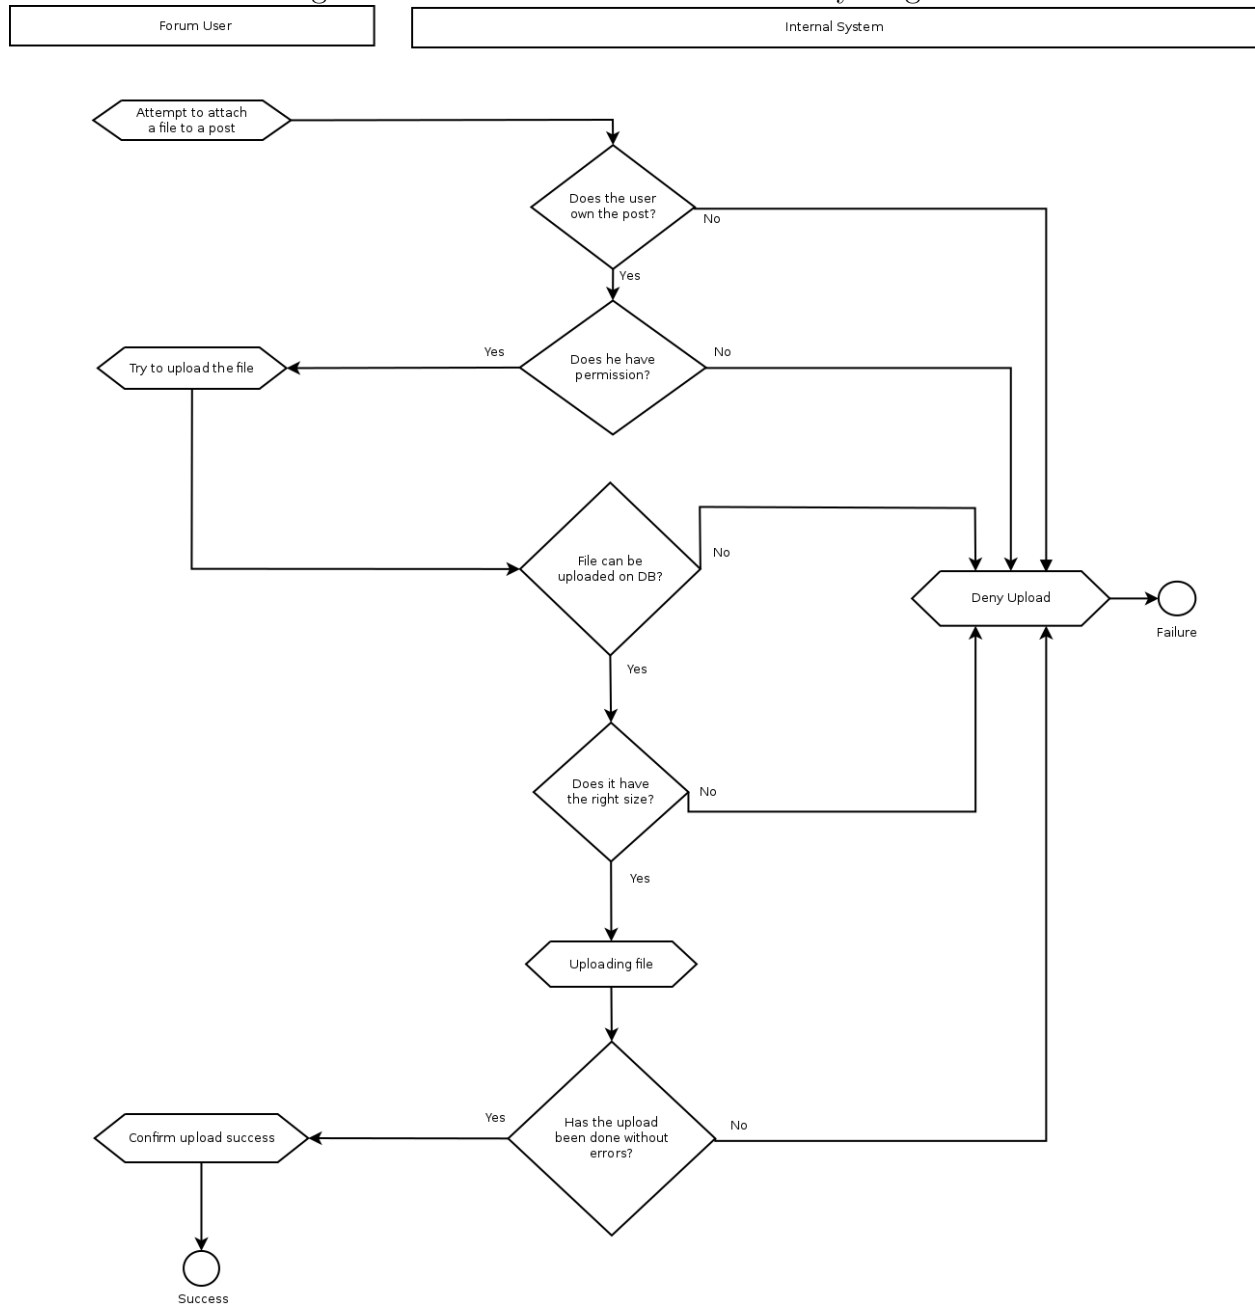 Forum User
Internal System
Attempt to attach
a file to a post
Does the user
own the post?
No
Yes
Does he have
permission?
Yes
No
Try to upload the file
File can be
uploaded on DB?
No
Deny Upload
Failure
Yes
Does it have
the right size?
No
Yes
Uploading file
Has the upload
been done without
errors?
Yes
No
Confirm upload success
Success